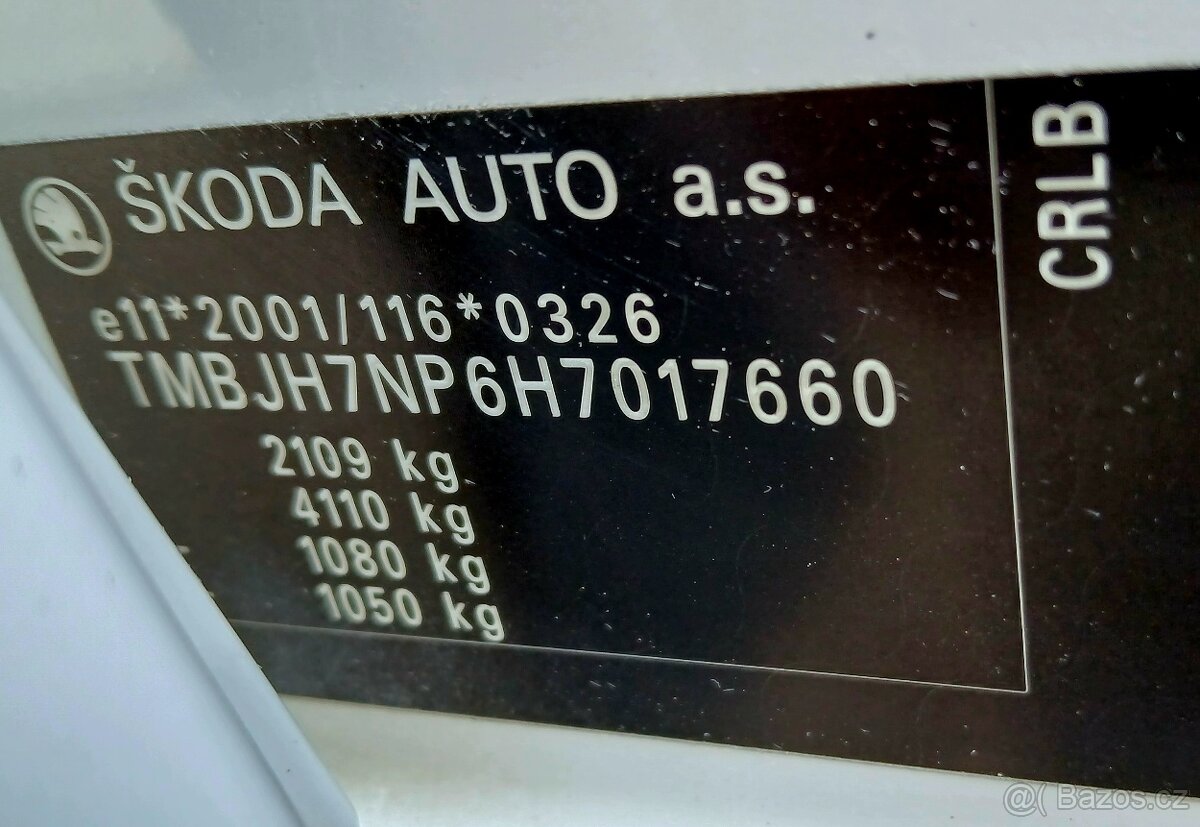 ŠKODA AUTO a.s.
e11*2001/116*0326
TMBJH7NP6H7017660
2109 kg
4110 kg
1080 kg
1050 kg
CRLB
@( Bazos.cz